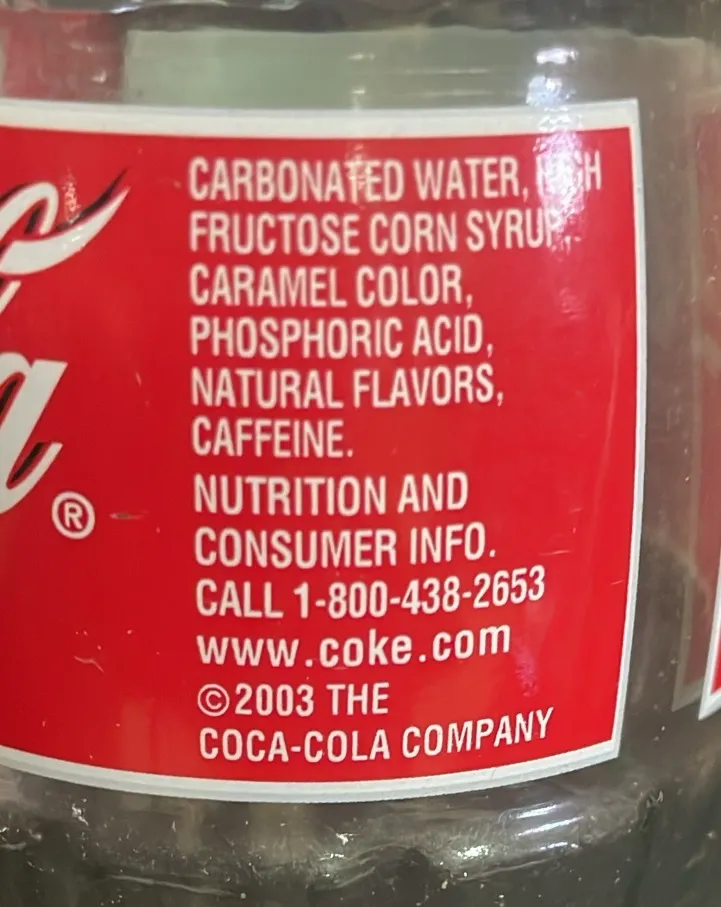 CARBONATED WATER, HIGH
FRUCTOSE CORN SYRUP,
CARAMEL COLOR,
PHOSPHORIC ACID,
NATURAL FLAVORS,
CAFFEINE.
NUTRITION AND
CONSUMER INFO.
CALL 1-800-438-2653
www.coke.com
©2003 THE
COCA-COLA COMPANY
®